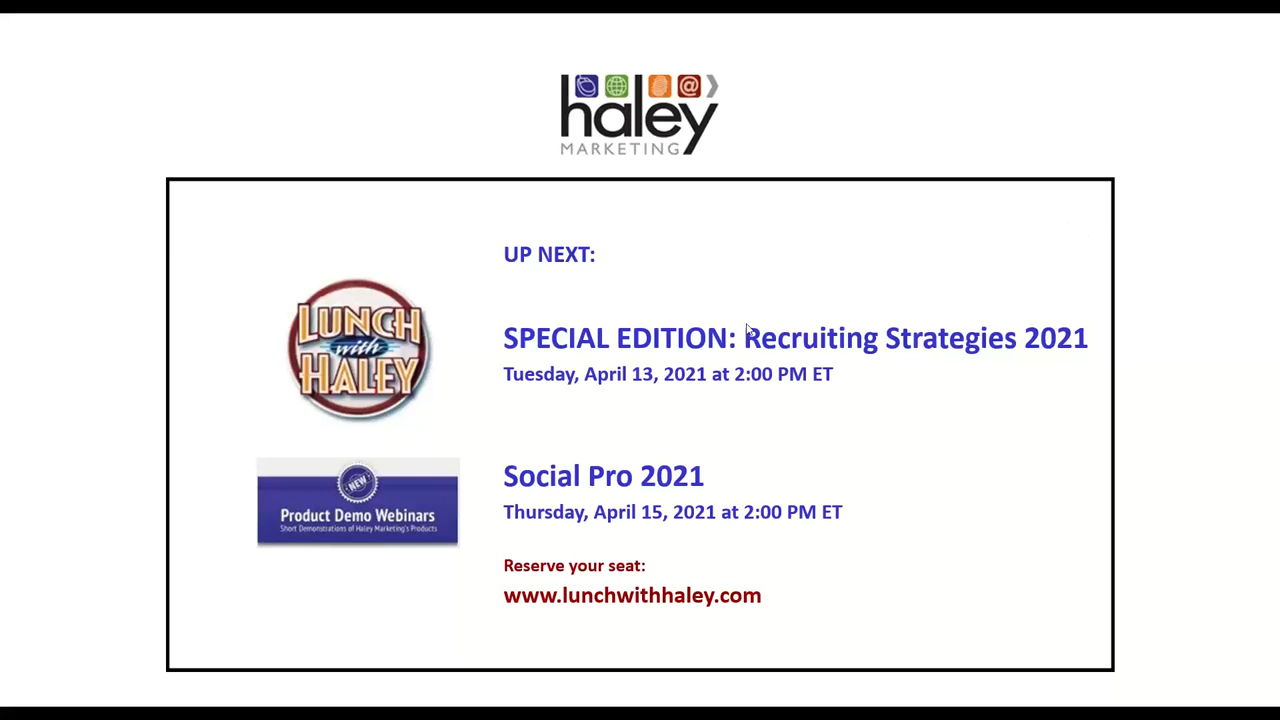 haley
MARKETING
UP NEXT:
LUNCH
with
HALEY
SPECIAL EDITION: Recruiting Strategies 2021
Tuesday, April 13, 2021 at 2:00 PM ET
NEW
Product Demo Webinars
Short Demonstrations of Haley Marketing's Products
Social Pro 2021
Thursday, April 15, 2021 at 2:00 PM ET
Reserve your seat:
www.lunchwithhaley.com